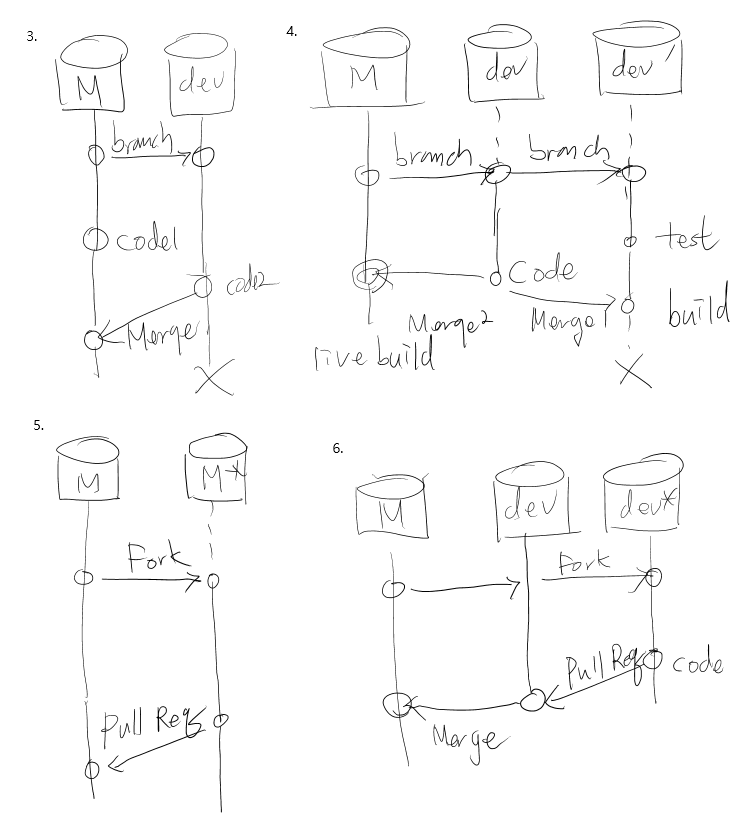 3.
M
dev
branch
code1
code2
Merge
4.
M
dev
dev'
branch
branch
test
Code
Merge2
Merge1
build
live build
5.
M
M*
Fork
Pull Req
6.
M
dev
dev*
Fork
Pull Req
code
Merge